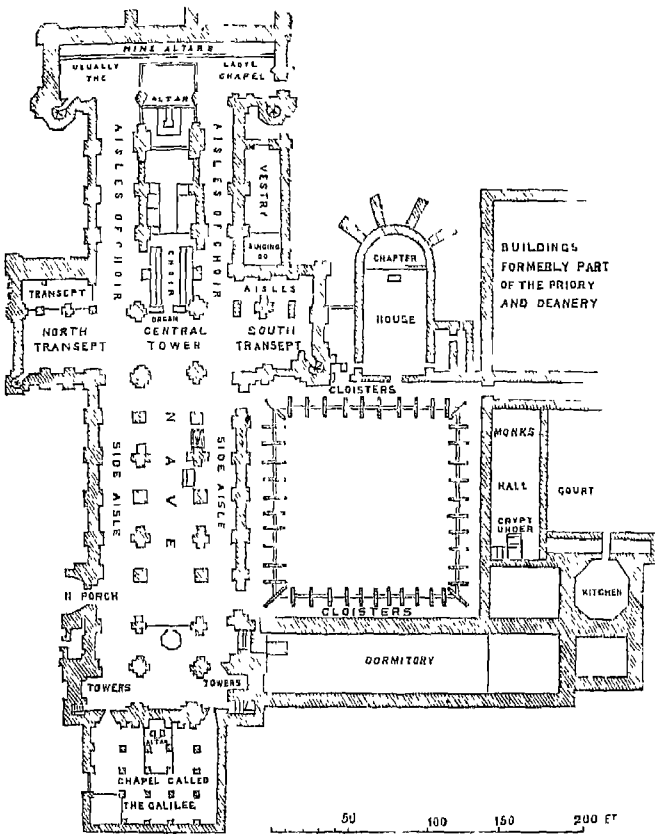 NINE ALTARS
USUALLY
THE
LADYE
CHAPEL
ALTAR
AISLES OF CHOIR
AISLES OF CHOIR
VESTRY
SINGING
CHOIR
ORGAN
AISLES
TRANSEPT
NORTH
TRANSEPT
CENTRAL
TOWER
SOUTH
TRANSEPT
CHAPTER
HOUSE
BUILDINGS
FORMERLY PART
OF THE PRIORY
AND DEANERY
CLOISTERS
NAVE
SIDE AISLE
SIDE AISLE
MONKS
HALL
CRYPT
UNDER
COURT
KITCHEN
N PORCH
CLOISTERS
DORMITORY
TOWERS
TOWERS
ALTAR
CHAPEL CALLED
THE GALILEE
50 100 150 200 FT